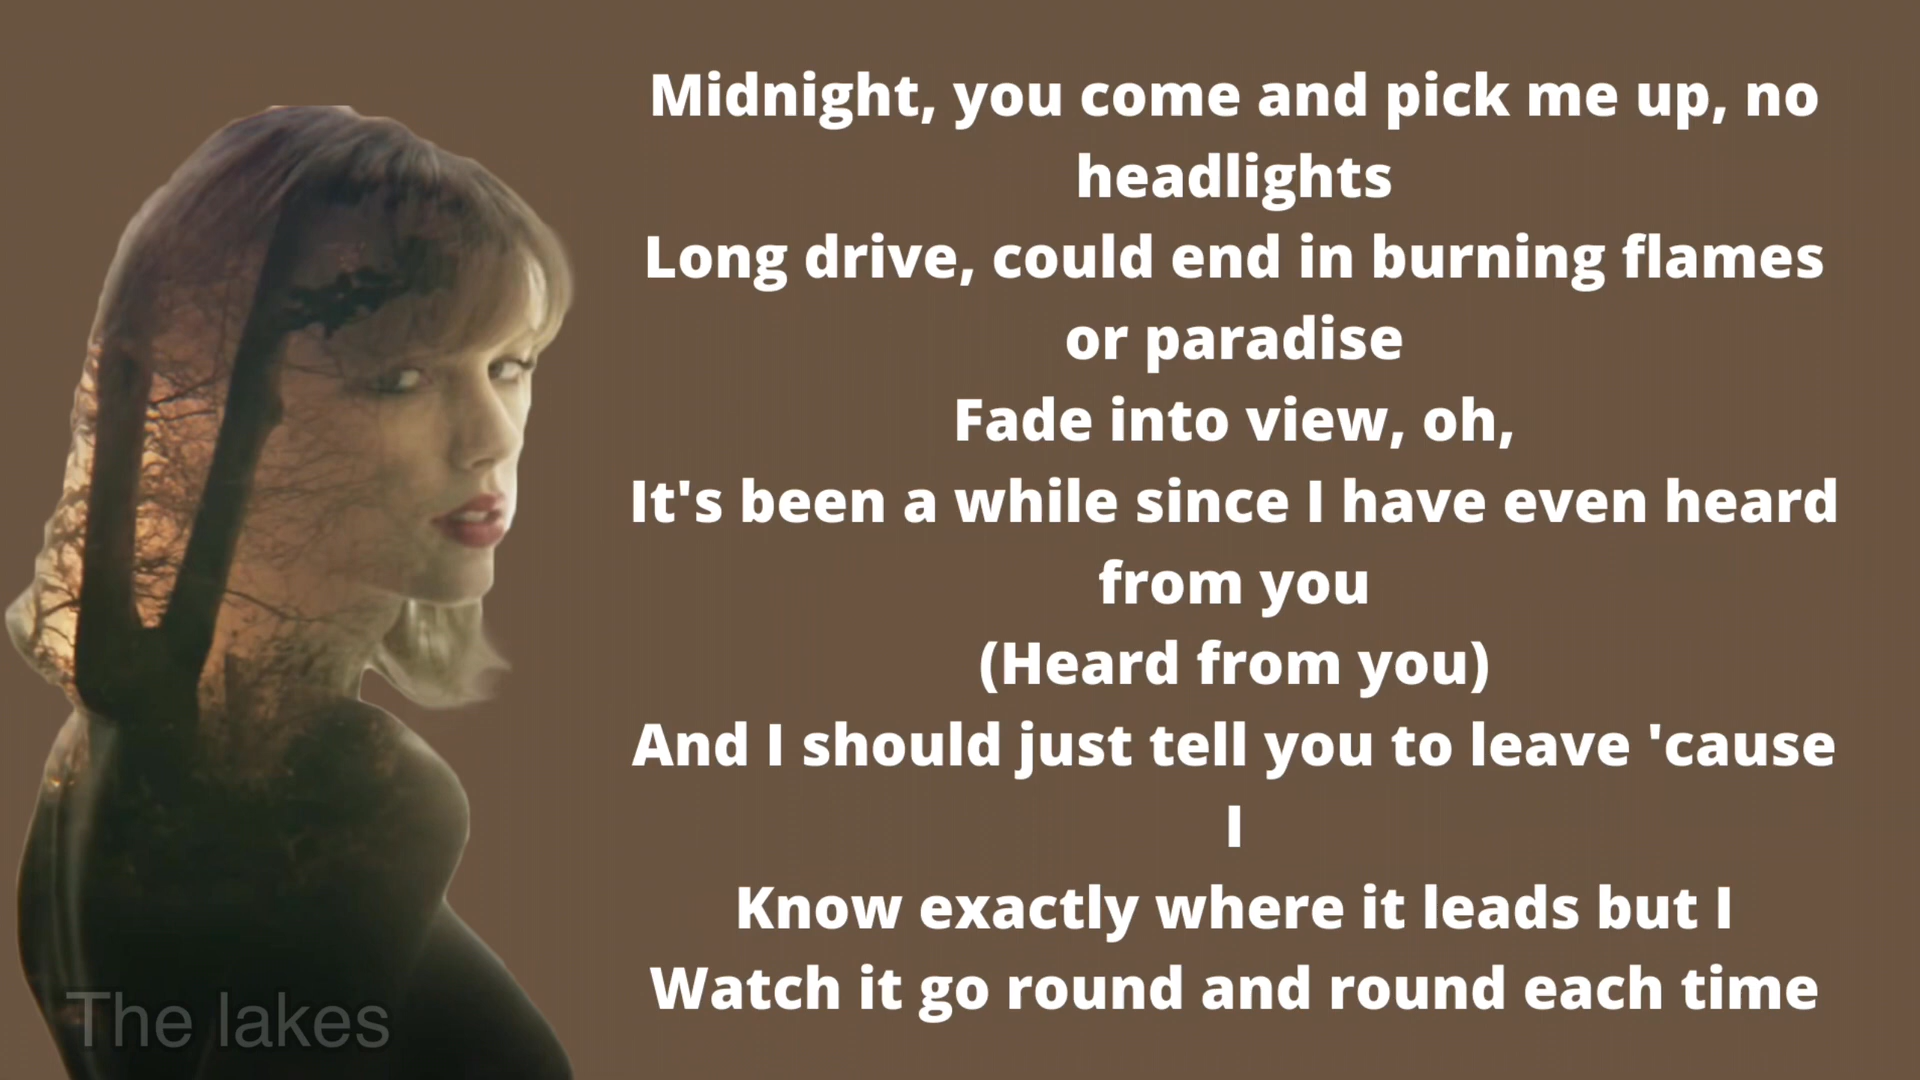 Midnight, you come and pick me up, no
headlights
Long drive, could end in burning flames
or paradise
Fade into view, oh,
It's been a while since I have even heard
from you
(Heard from you)
And I should just tell you to leave 'cause
I
Know exactly where it leads but I
Watch it go round and round each time
The lakes